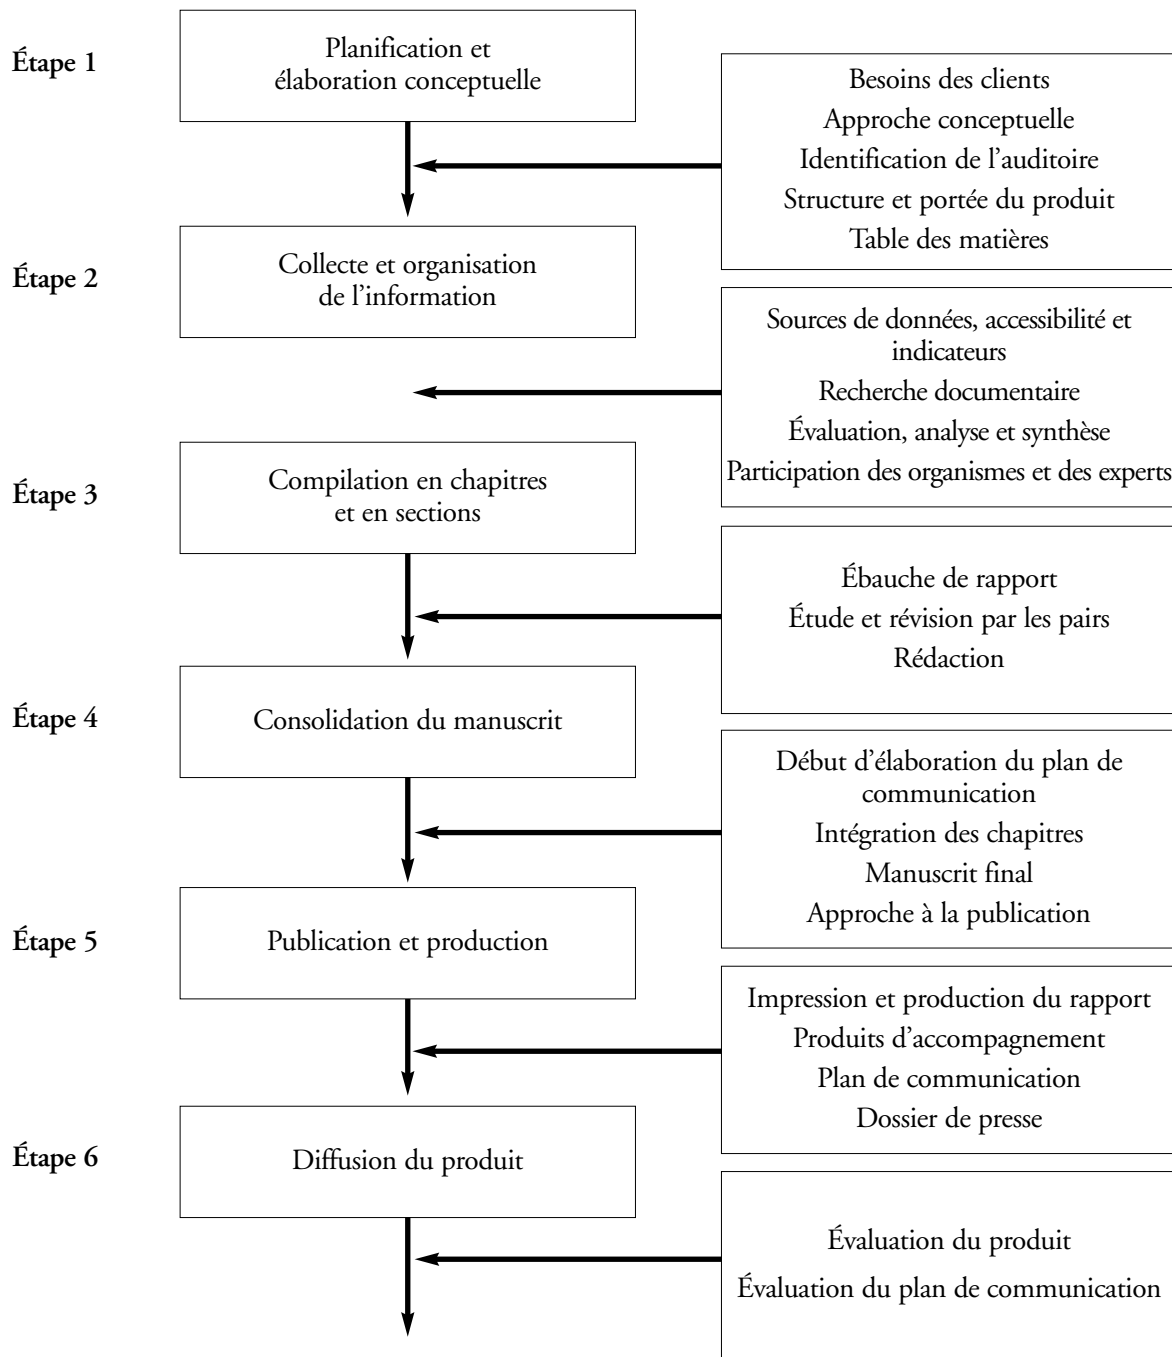 Étape 1
Planification et
élaboration conceptuelle
Besoins des clients
Approche conceptuelle
Identification de l’auditoire
Structure et portée du produit
Table des matières
Étape 2
Collecte et organisation
de l’information
Sources de données, accessibilité et
indicateurs
Recherche documentaire
Évaluation, analyse et synthèse
Participation des organismes et des experts
Étape 3
Compilation en chapitres
et en sections
Ébauche de rapport
Étude et révision par les pairs
Rédaction
Étape 4
Consolidation du manuscrit
Début d’élaboration du plan de
communication
Intégration des chapitres
Manuscrit final
Approche à la publication
Étape 5
Publication et production
Impression et production du rapport
Produits d’accompagnement
Plan de communication
Dossier de presse
Étape 6
Diffusion du produit
Évaluation du produit
Évaluation du plan de communication